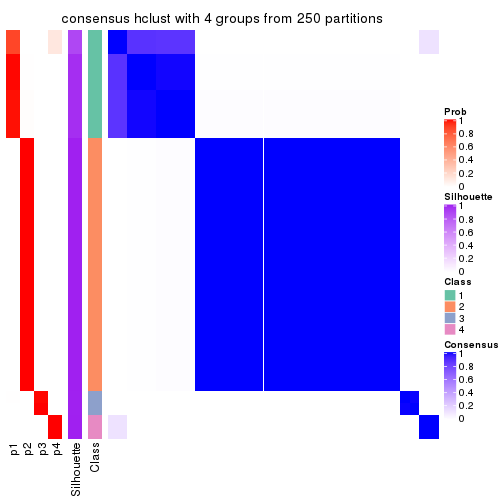 consensus hclust with 4 groups from 250 partitions
Prob
1
0.8
0.6
0.4
0.2
0
Silhouette
1
0.8
0.6
0.4
0.2
0
Class
1
2
3
4
Consensus
1
0.8
0.6
0.4
0.2
0
p1
p2
p3
p4
Silhouette
Class